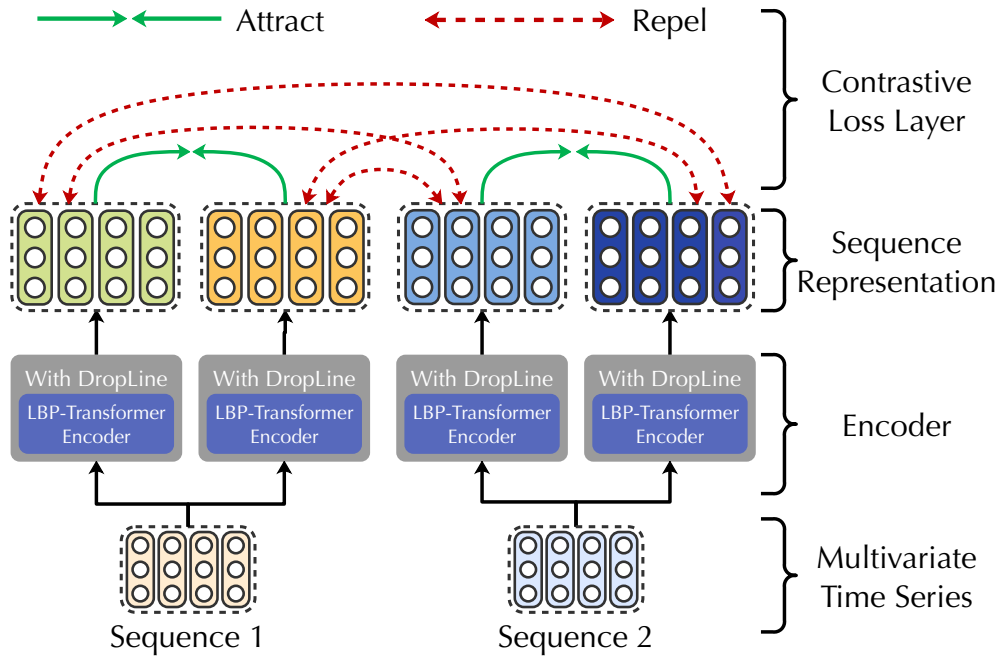 Attract
Repel
Contrastive
Loss Layer
Sequence
Representation
With DropLine
LBP-Transformer
Encoder
With DropLine
LBP-Transformer
Encoder
With DropLine
LBP-Transformer
Encoder
With DropLine
LBP-Transformer
Encoder
Encoder
Multivariate
Time Series
Sequence 1
Sequence 2